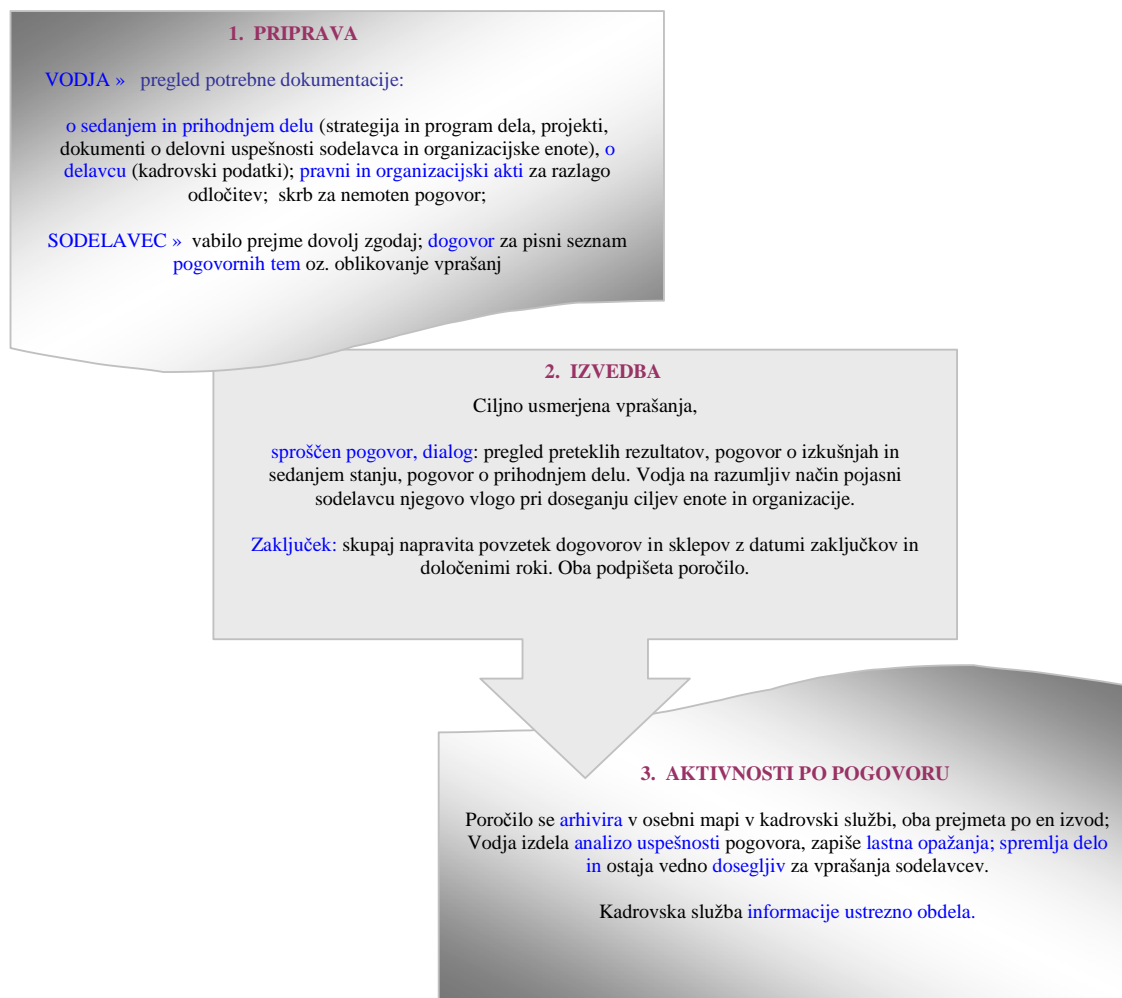 1. PRIPRAVA
VODJA » pregled potrebne dokumentacije:
o sedanjem in prihodnjem delu (strategija in program dela, projekti,
dokumenti o delovni uspešnosti sodelavca in organizacijske enote), o
delavcu (kadrovski podatki); pravni in organizacijski akti za razlago
odločitev; skrb za nemoten pogovor;
SODELAVEC » vabilo prejme dovolj zgodaj; dogovor za pisni seznam
pogovornih tem oz. oblikovanje vprašanj
2. IZVEDBA
Ciljno usmerjena vprašanja,
sproščen pogovor, dialog: pregled preteklih rezultatov, pogovor o izkušnjah in
sedanjem stanju, pogovor o prihodnjem delu. Vodja na razumljiv način pojasni
sodelavcu njegovo vlogo pri doseganju ciljev enote in organizacije.
Zaključek: skupaj napravita povzetek dogovorov in sklepov z datumi zaključkov in
določenimi roki. Oba podpišeta poročilo.
3. AKTIVNOSTI PO POGOVORU
Poročilo se arhivira v osebni mapi v kadrovski službi, oba prejmeta po en izvod;
Vodja izdela analizo uspešnosti pogovora, zapiše lastna opažanja; spremlja delo
in ostaja vedno dosegljiv za vprašanja sodelavcev.
Kadrovska služba informacije ustrezno obdela.